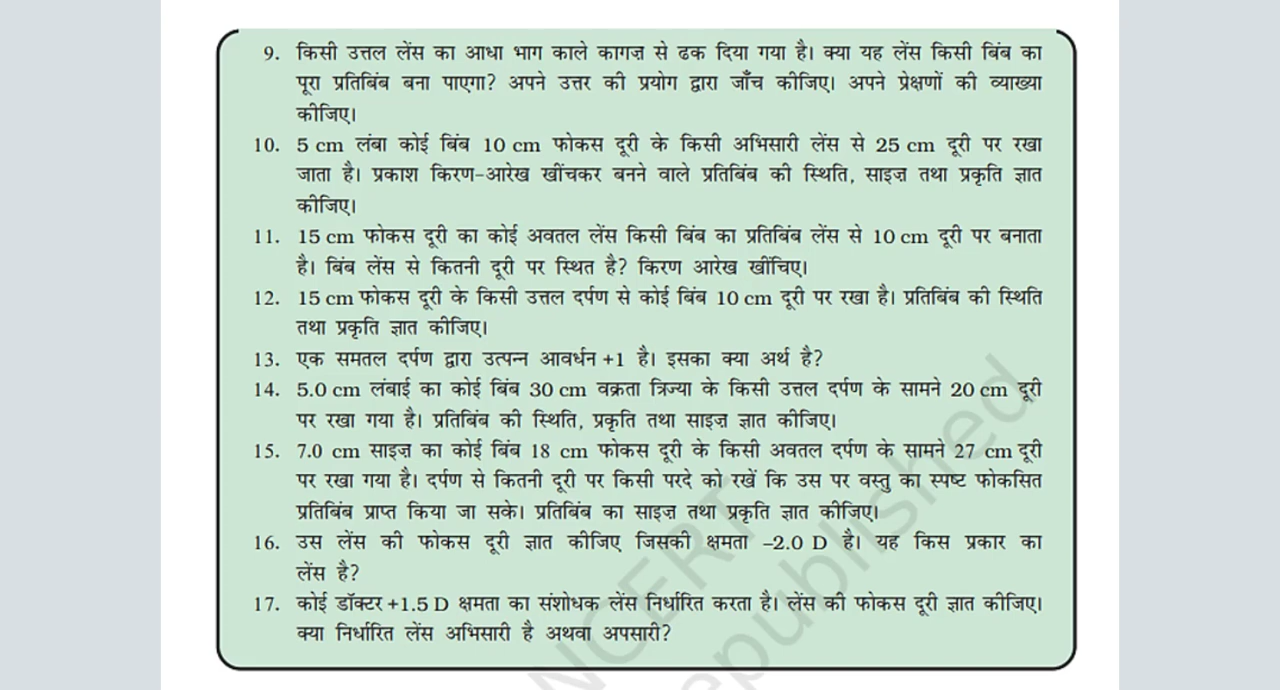 9. किसी उत्तल लेंस का आधा भाग काले कागज़ से ढक दिया गया है। क्या यह लेंस किसी बिंब का
पूरा प्रतिबिंब बना पाएगा? अपने उत्तर की प्रयोग द्वारा जाँच कीजिए। अपने प्रेक्षणों की व्याख्या
कीजिए।
10. 5 cm लंबा कोई बिंब 10 cm फोकस दूरी के किसी अभिसारी लेंस से 25 cm दूरी पर रखा
जाता है। प्रकाश किरण-आरेख खींचकर बनने वाले प्रतिबिंब की स्थिति, साइज़ तथा प्रकृति ज्ञात
कीजिए।
11. 15 cm फोकस दूरी का कोई अवतल लेंस किसी बिंब का प्रतिबिंब लेंस से 10 cm दूरी पर बनाता
है। बिंब लेंस से कितनी दूरी पर स्थित है? किरण आरेख खींचिए।
12. 15 cm फोकस दूरी के किसी उत्तल दर्पण से कोई बिंब 10 cm दूरी पर रखा है। प्रतिबिंब की स्थिति
तथा प्रकृति ज्ञात कीजिए।
13. एक समतल दर्पण द्वारा उत्पन्न आवर्धन +1 है। इसका क्या अर्थ है?
14. 5.0 cm लंबाई का कोई बिंब 30 cm वक्रता त्रिज्या के किसी उत्तल दर्पण के सामने 20 cm दूरी
पर रखा गया है। प्रतिबिंब की स्थिति, प्रकृति तथा साइज़ ज्ञात कीजिए।
15. 7.0 cm साइज़ का कोई बिंब 18 cm फोकस दूरी के किसी अवतल दर्पण के सामने 27 cm दूरी
पर रखा गया है। दर्पण से कितनी दूरी पर किसी परदे को रखें कि उस पर वस्तु का स्पष्ट फोकसित
प्रतिबिंब प्राप्त किया जा सके। प्रतिबिंब का साइज़ तथा प्रकृति ज्ञात कीजिए।
16. उस लेंस की फोकस दूरी ज्ञात कीजिए जिसकी क्षमता –2.0 D है। यह किस प्रकार का
लेंस है?
17. कोई डॉक्टर +1.5 D क्षमता का संशोधक लेंस निर्धारित करता है। लेंस की फोकस दूरी ज्ञात कीजिए।
क्या निर्धारित लेंस अभिसारी है अथवा अपसारी?
NCERT
epublished